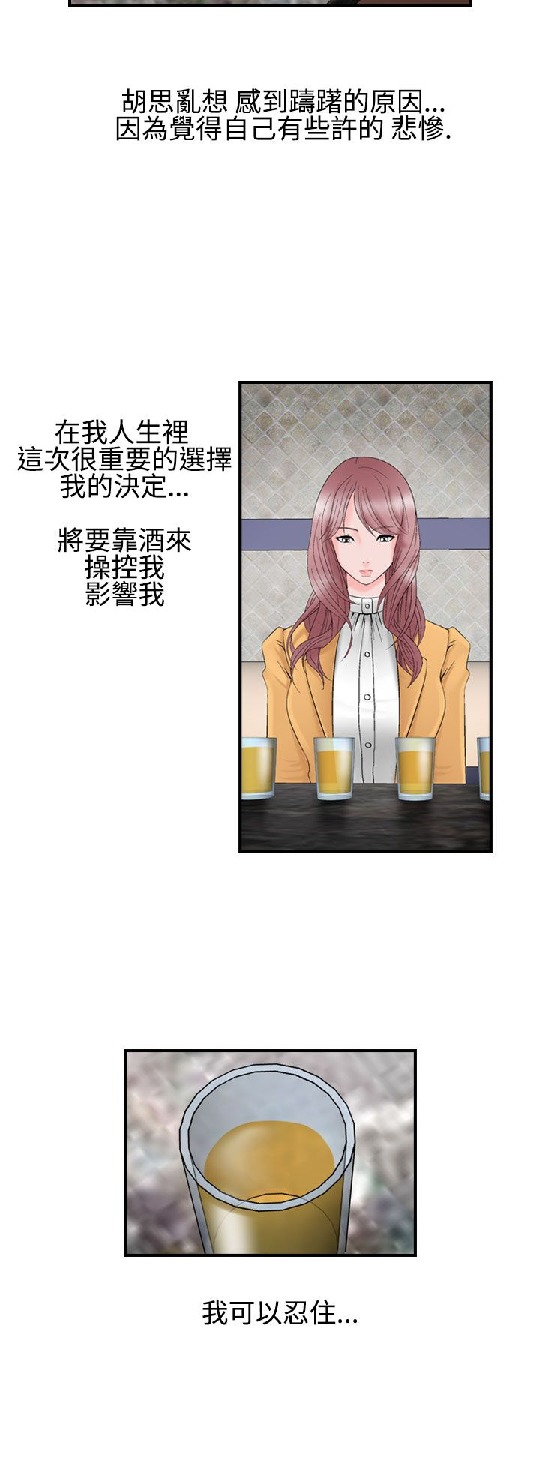 胡思亂想 感到躊躇的原因...
因為覺得自己有些許的 悲慘.
在我人生裡
這次很重要的選擇
我的決定...
將要靠酒來
操控我
影響我
我可以忍住...